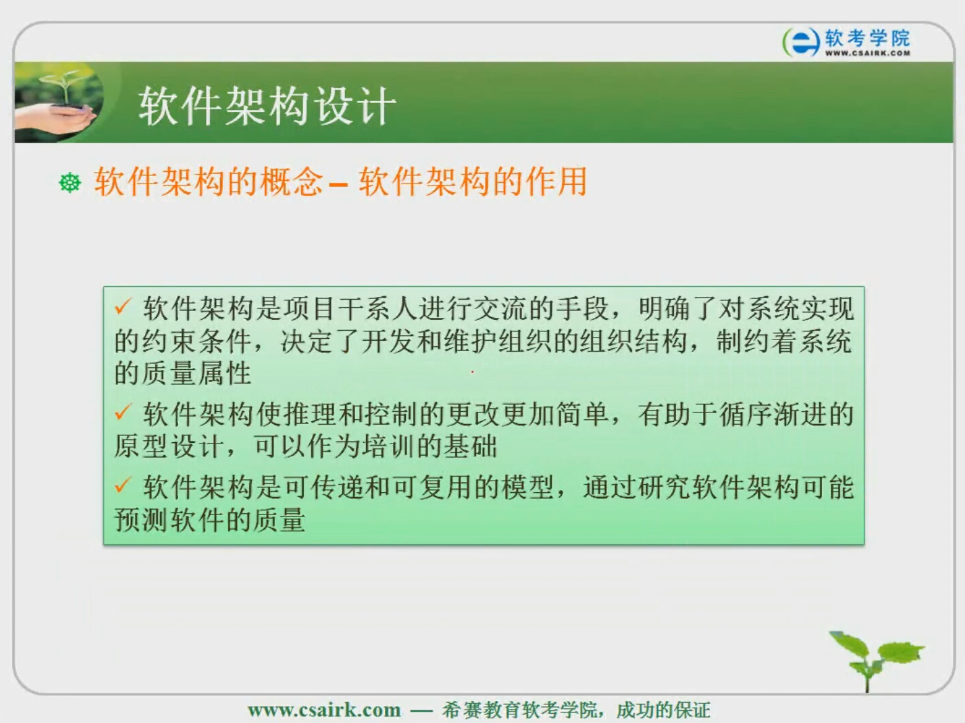 软考学院
WWW.CSAIRK.COM
软件架构设计
软件架构的概念 – 软件架构的作用
✓ 软件架构是项目干系人进行交流的手段，明确了对系统实现
的约束条件，决定了开发和维护组织的组织结构，制约着系统
的质量属性
✓ 软件架构使推理和控制的更改更加简单，有助于循序渐进的
原型设计，可以作为培训的基础
✓ 软件架构是可传递和可复用的模型，通过研究软件架构可能
预测软件的质量
www.csairk.com — 希赛教育软考学院，成功的保证